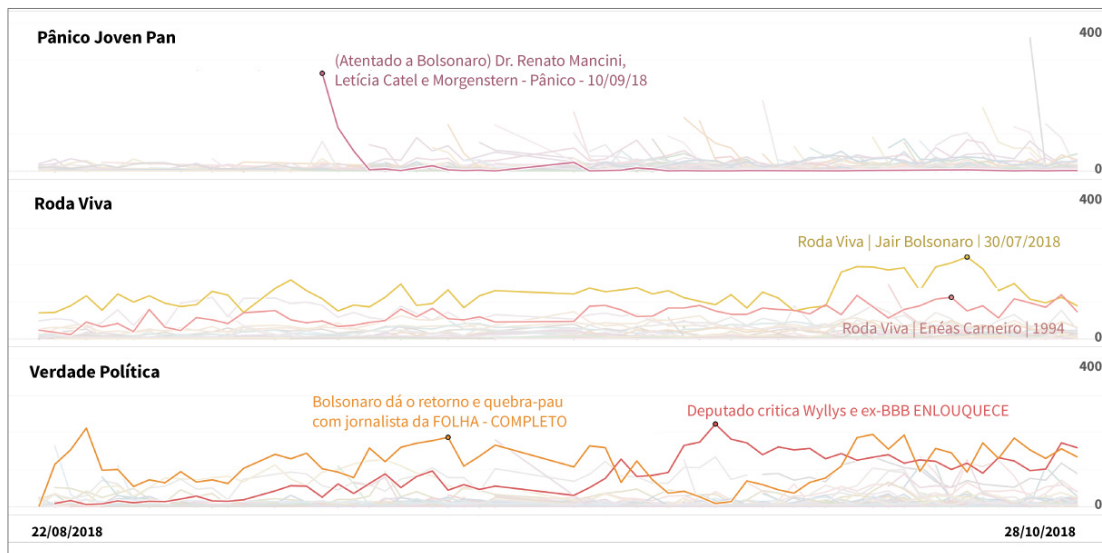 Pânico Joven Pan
400
(Atentado a Bolsonaro) Dr. Renato Mancini,
Letícia Catel e Morgenstern - Pânico - 10/09/18
0
Roda Viva
400
Roda Viva | Jair Bolsonaro | 30/07/2018
Roda Viva | Enéas Carneiro | 1994
0
Verdade Política
400
Bolsonaro dá o retorno e quebra-pau
com jornalista da FOLHA - COMPLETO
Deputado critica Wyllys e ex-BBB ENLOUQUECE
0
22/08/2018
28/10/2018